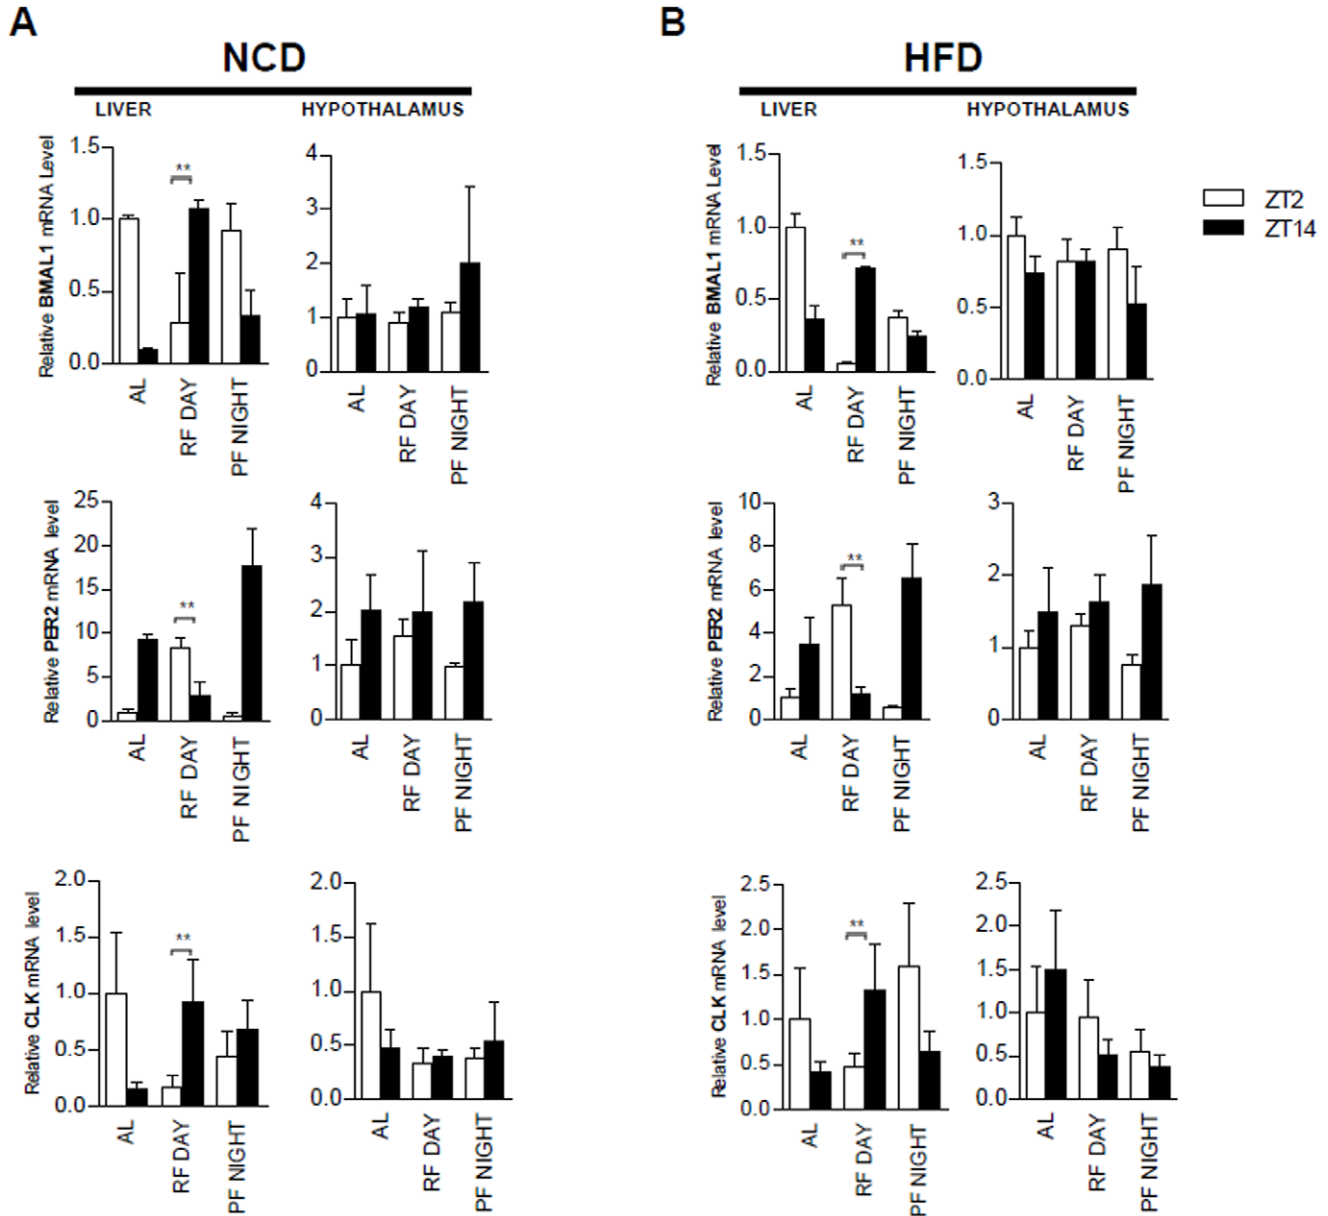 A
NCD
LIVER
HYPOTHALAMUS
Relative BMAL1 mRNA Level
1.5
1.0
0.5
0.0
**
AL
RF DAY
PF NIGHT
4
3
2
1
0
AL
RF DAY
PF NIGHT
Relative PER2 mRNA level
25
20
15
10
5
0
**
AL
RF DAY
PF NIGHT
4
3
2
1
0
AL
RF DAY
PF NIGHT
Relative CLK mRNA level
2.0
1.5
1.0
0.5
0.0
**
AL
RF DAY
PF NIGHT
2.0
1.5
1.0
0.5
0.0
AL
RF DAY
PF NIGHT
B
HFD
LIVER
HYPOTHALAMUS
Relative BMAL1 mRNA Level
1.5
1.0
0.5
0.0
**
AL
RF DAY
PF NIGHT
1.5
1.0
0.5
0.0
AL
RF DAY
PF NIGHT
ZT2
ZT14
Relative PER2 mRNA level
10
8
6
4
2
0
**
AL
RF DAY
PF NIGHT
3
2
1
0
AL
RF DAY
PF NIGHT
Relative CLK mRNA level
2.5
2.0
1.5
1.0
0.5
0.0
**
AL
RF DAY
PF NIGHT
2.5
2.0
1.5
1.0
0.5
0.0
AL
RF DAY
PF NIGHT